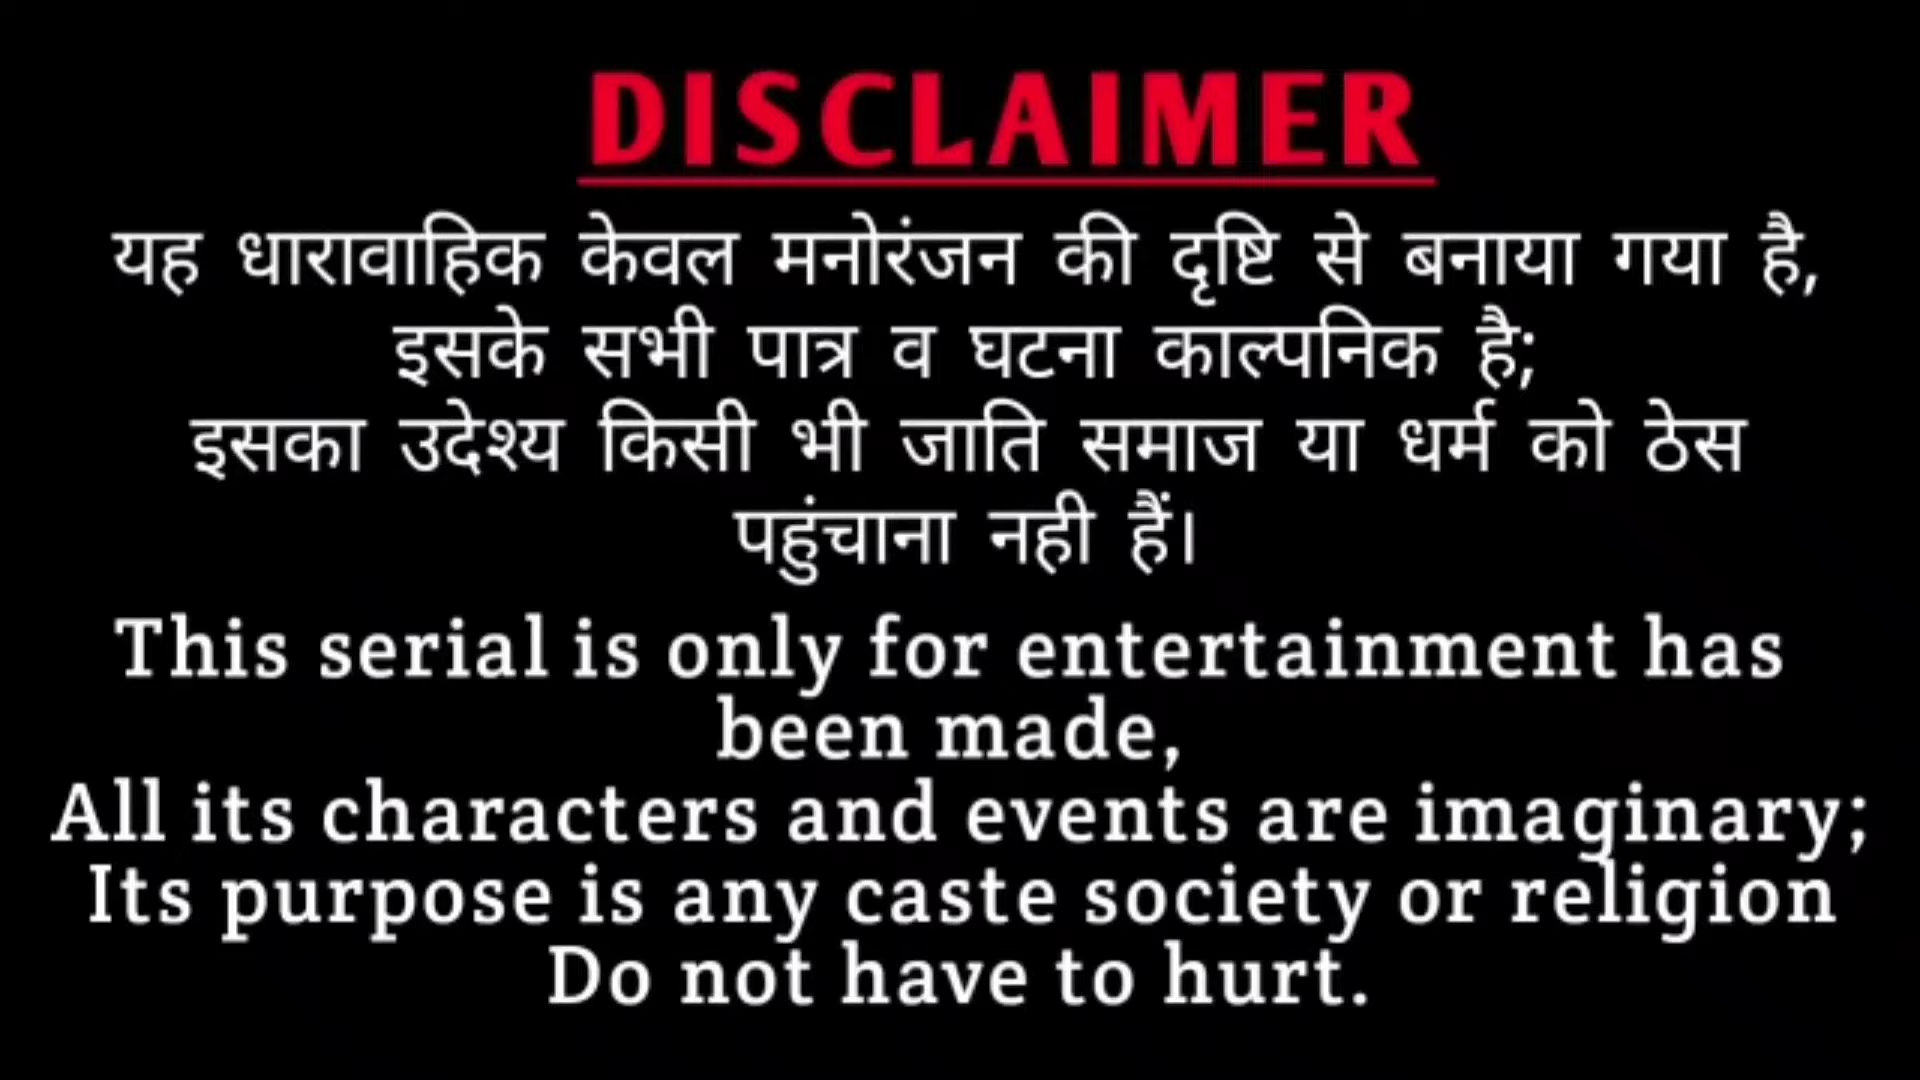 DISCLAIMER
यह धारावाहिक केवल मनोरंजन की दृष्टि से बनाया गया है,
इसके सभी पात्र व घटना काल्पनिक है;
इसका उदेश्य किसी भी जाति समाज या धर्म को ठेस
पहुंचाना नही हैं।
This serial is only for entertainment has
been made,
All its characters and events are imaginary;
Its purpose is any caste society or religion
Do not have to hurt.